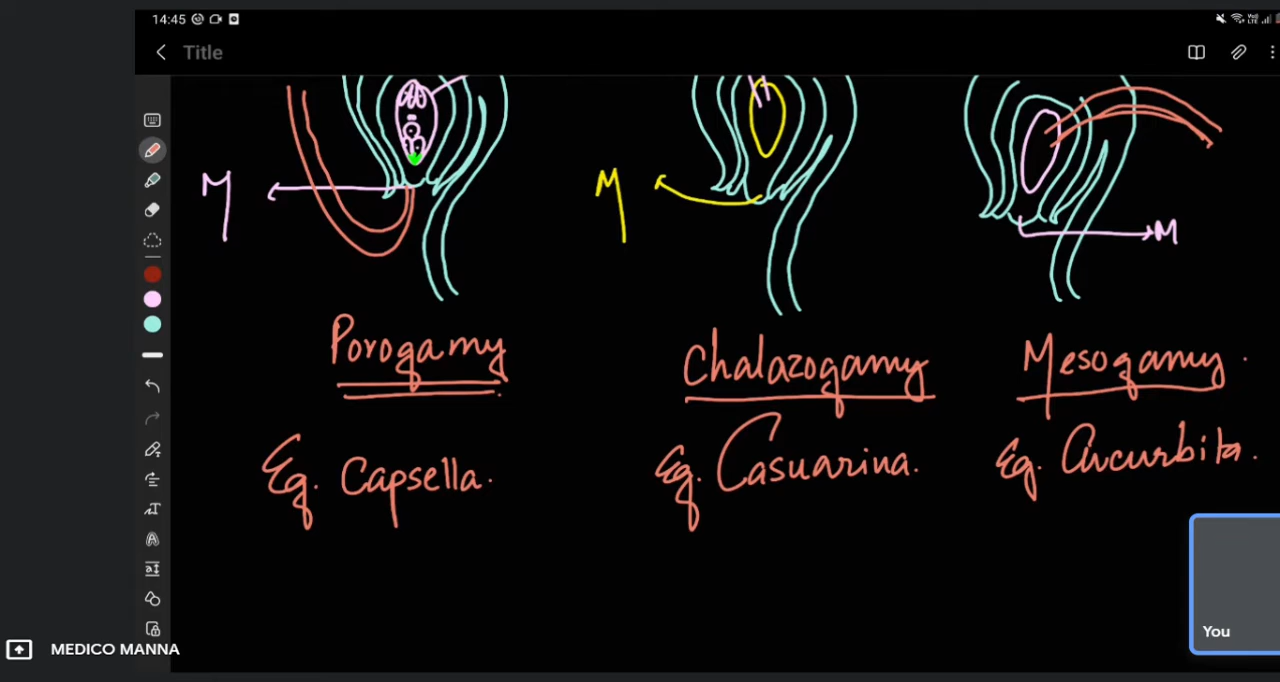 14:45
Title
M
M
M
Porogamy
Chalazogamy
Mesogamy.
Eg. Capsella.
Eg. Casuarina.
Eg. Cucurbita.
You
MEDICO MANNA